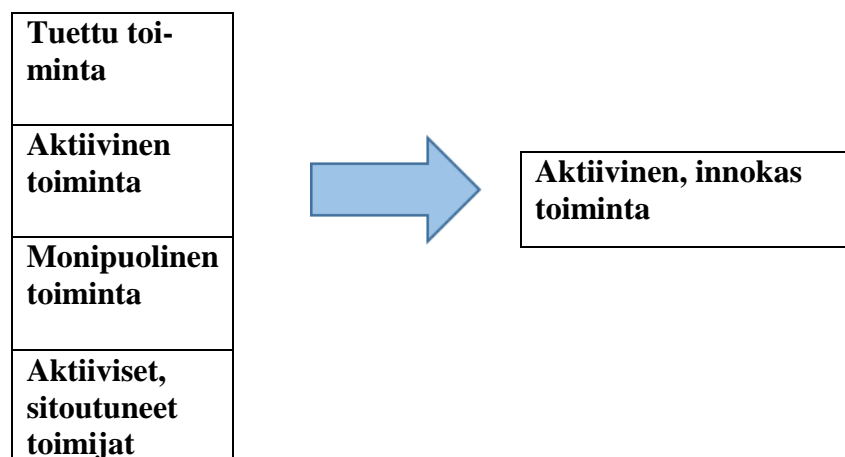 Tuettu toi-
minta
Aktiivinen
toiminta
Monipuolinen
toiminta
Aktiiviset,
sitoutuneet
toimijat
Aktiivinen, innokas
toiminta